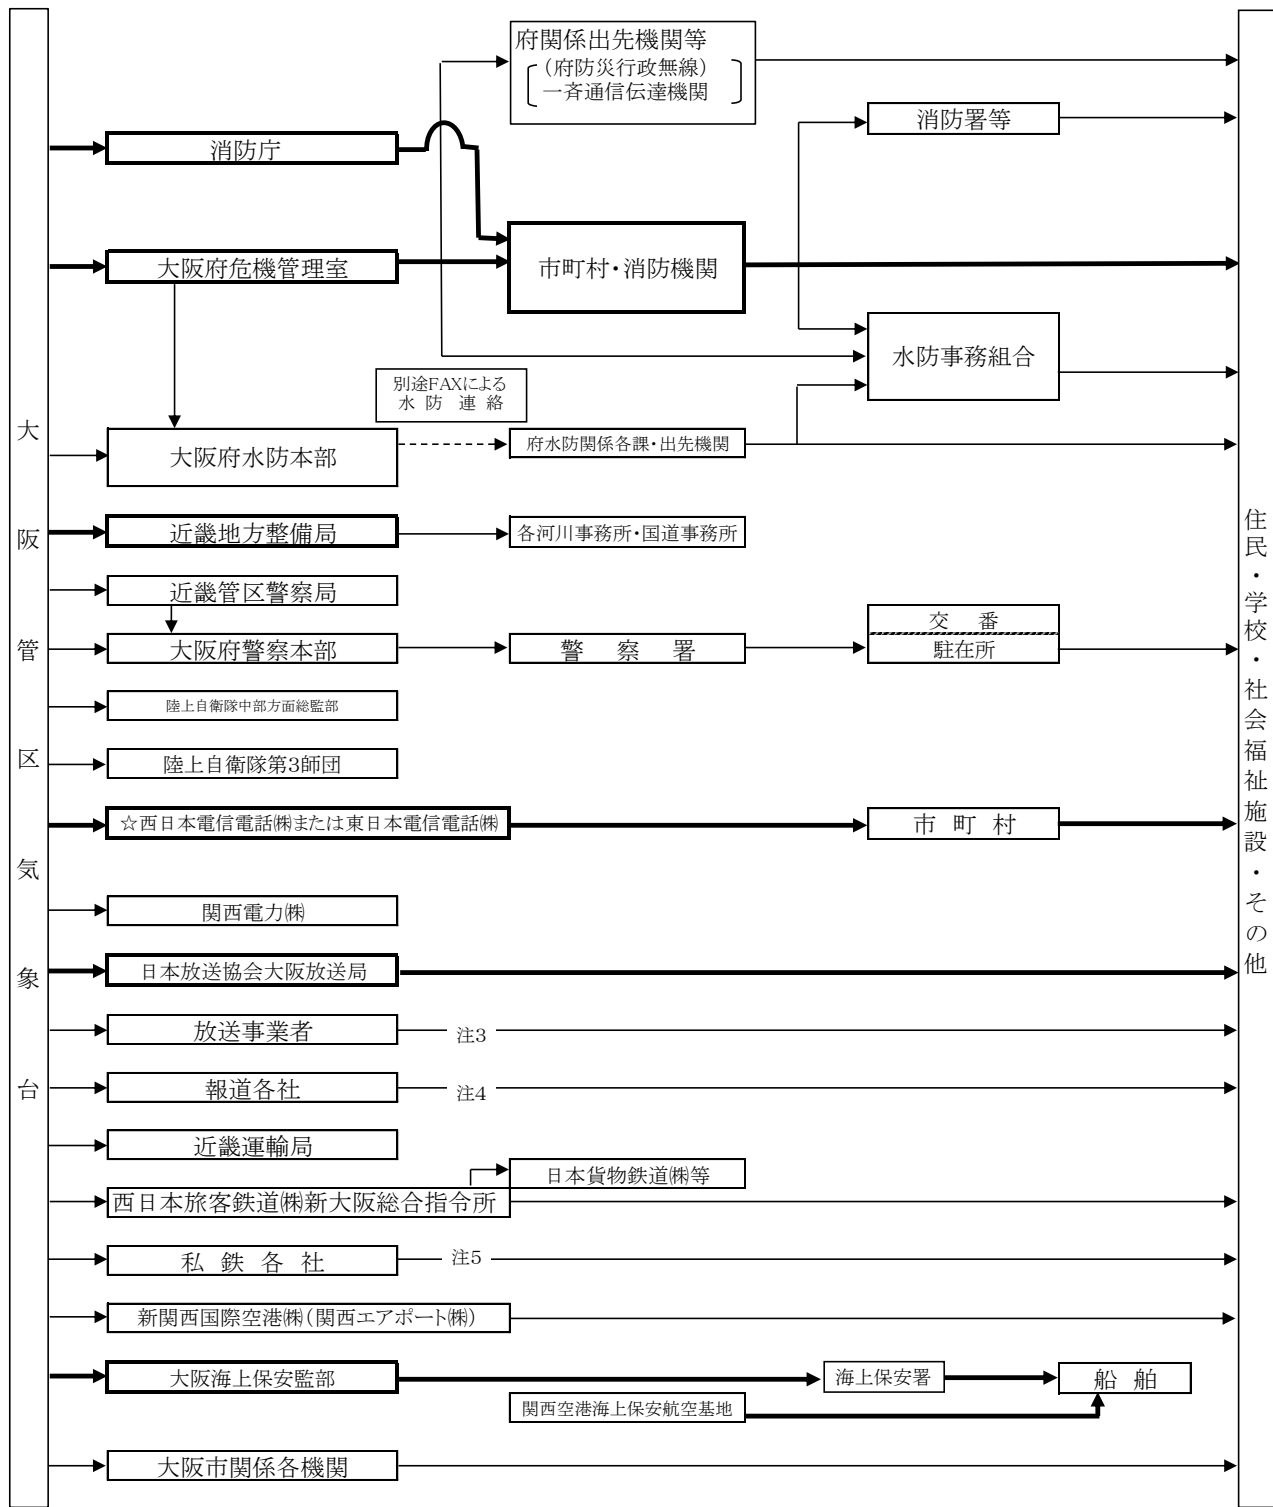 大阪管区気象台
府関係出先機関等
（府防災行政無線）
一斉通信伝達機関
消防署等
消防庁
大阪府危機管理室
市町村・消防機関
水防事務組合
別途FAXによる
水防連絡
大阪府水防本部
府水防関係各課・出先機関
近畿地方整備局
各河川事務所・国道事務所
近畿管区警察局
大阪府警察本部
警察署
交番
駐在所
陸上自衛隊中部方面総監部
陸上自衛隊第3師団
☆西日本電信電話㈱または東日本電信電話㈱
市町村
関西電力㈱
日本放送協会大阪放送局
放送事業者
注3
報道各社
注4
近畿運輸局
日本貨物鉄道㈱等
西日本旅客鉄道㈱新大阪総合指令所
私鉄各社
注5
新関西国際空港㈱（関西エアポート㈱）
大阪海上保安監部
海上保安署
船舶
関西空港海上保安航空基地
大阪市関係各機関
住民・学校・社会福祉施設・その他